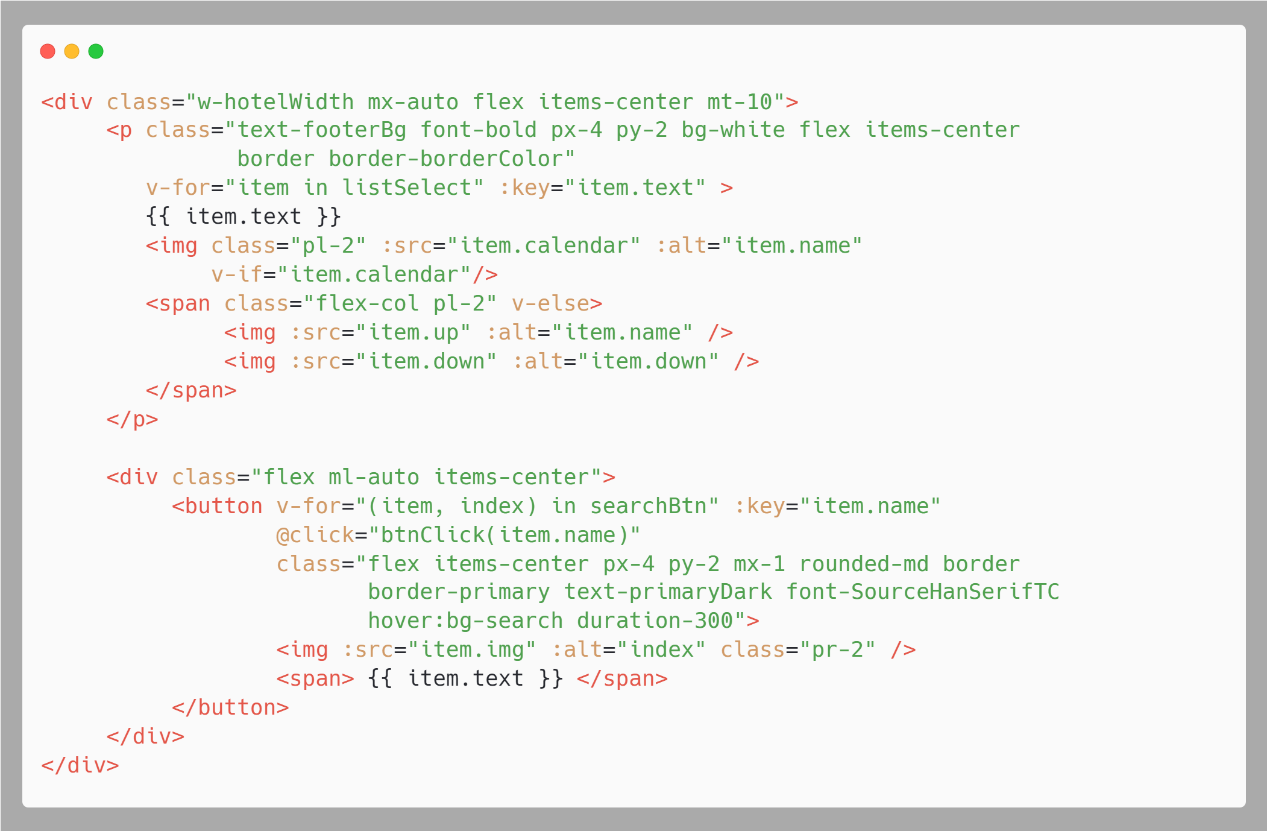 <div class="w-hotelWidth mx-auto flex items-center mt-10">
     <p class="text-footerBg font-bold px-4 py-2 bg-white flex items-center
               border border-borderColor"
        v-for="item in listSelect" :key="item.text" >
        {{ item.text }}
        <img class="pl-2" :src="item.calendar" :alt="item.name"
             v-if="item.calendar"/>
        <span class="flex-col pl-2" v-else>
              <img :src="item.up" :alt="item.name" />
              <img :src="item.down" :alt="item.down" />
        </span>
     </p>

     <div class="flex ml-auto items-center">
          <button v-for="(item, index) in searchBtn" :key="item.name"
                  @click="btnClick(item.name)"
                  class="flex items-center px-4 py-2 mx-1 rounded-md border
                         border-primary text-primaryDark font-SourceHanSerifTC
                         hover:bg-search duration-300">
                  <img :src="item.img" :alt="index" class="pr-2" />
                  <span> {{ item.text }} </span>
          </button>
     </div>
</div>